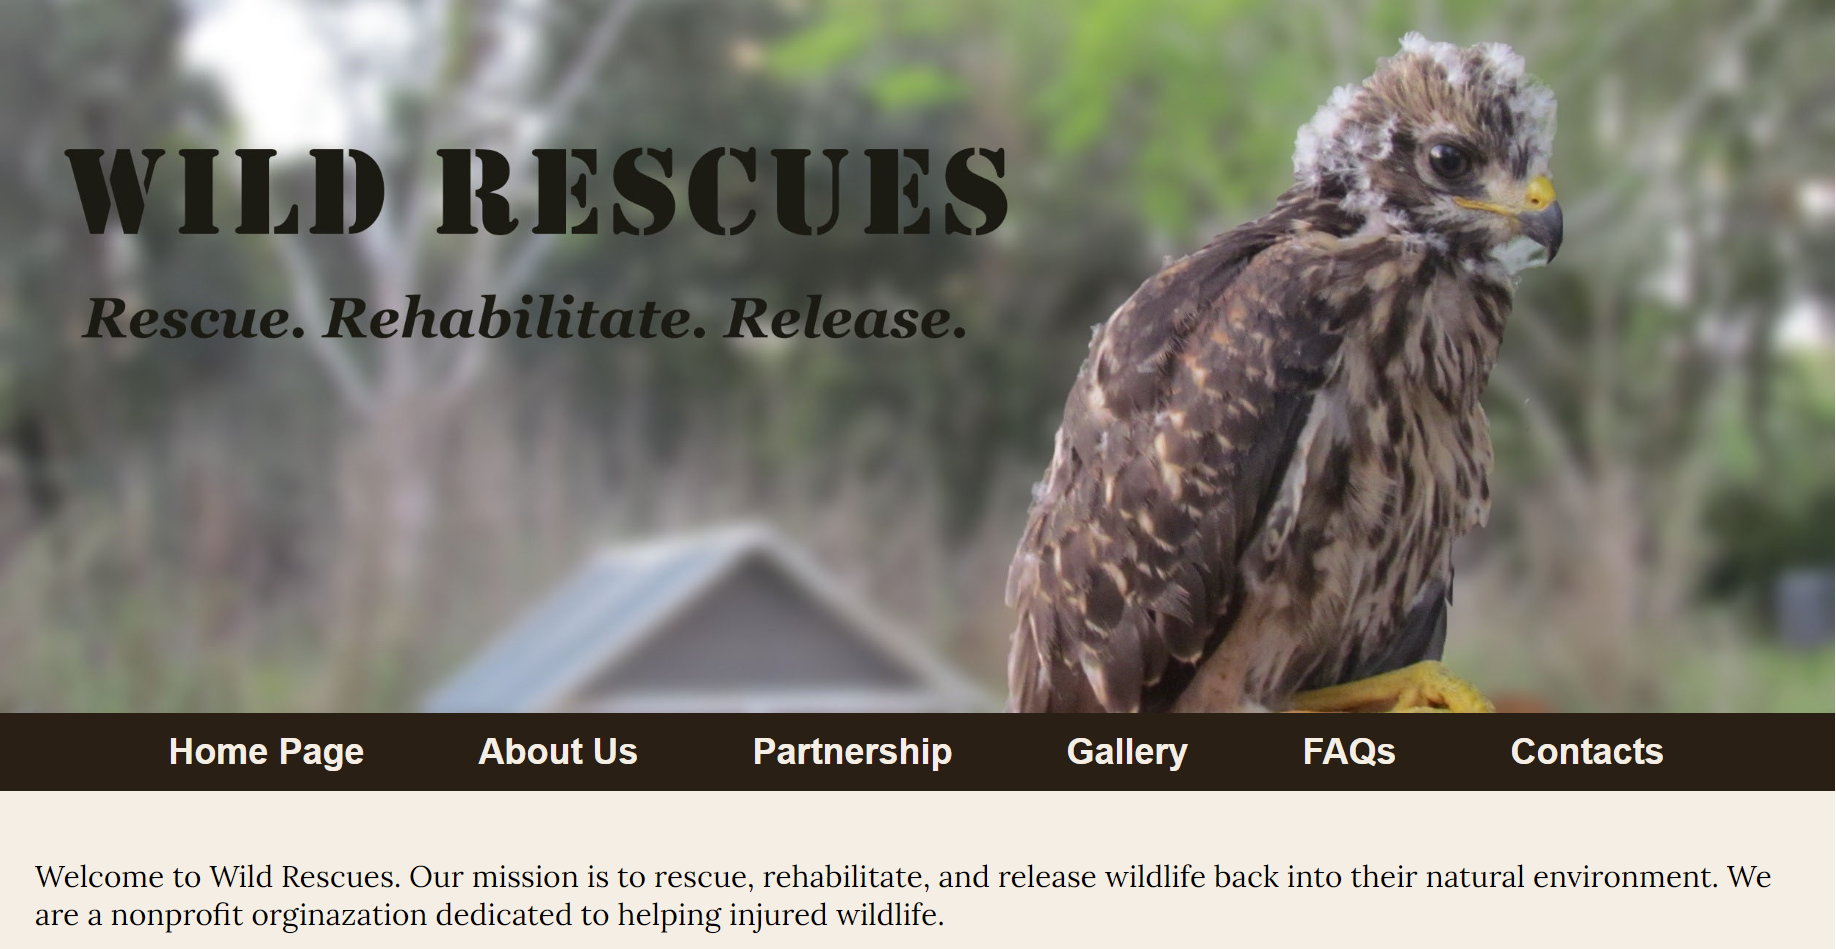 WILD RESCUES
Rescue. Rehabilitate. Release.
Home Page About Us Partnership Gallery FAQs Contacts
Welcome to Wild Rescues. Our mission is to rescue, rehabilitate, and release wildlife back into their natural environment. We
are a nonprofit orginazation dedicated to helping injured wildlife.